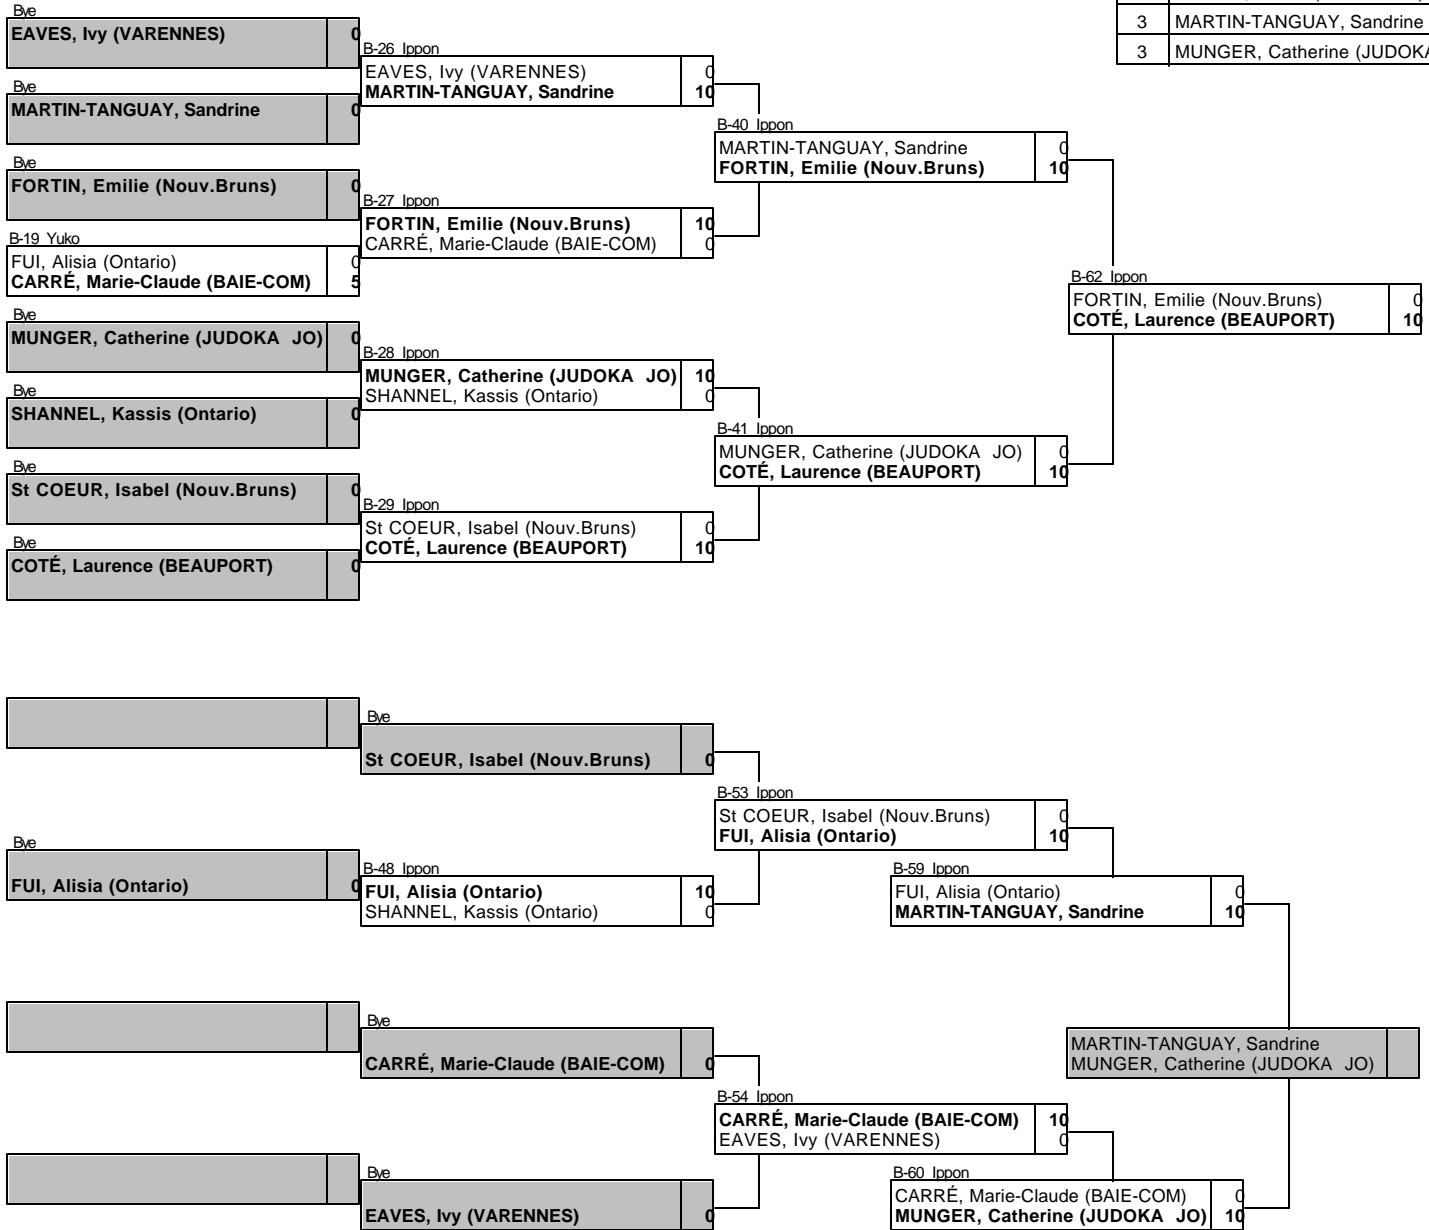 3 MARTIN-TANGUAY, Sandrine
3 MUNGER, Catherine (JUDOKA
Bye
EAVES, Ivy (VARENNES) 0
Bye
MARTIN-TANGUAY, Sandrine 0
Bye
FORTIN, Emilie (Nouv.Bruns) 0
B-19 Yuko
FUI, Alisia (Ontario) 0
CARRÉ, Marie-Claude (BAIE-COM) 5
Bye
MUNGER, Catherine (JUDOKA JO) 0
Bye
SHANNEL, Kassis (Ontario) 0
Bye
St COEUR, Isabel (Nouv.Bruns) 0
Bye
COTÉ, Laurence (BEAUPORT) 0
B-26 Ippon
EAVES, Ivy (VARENNES) 0
MARTIN-TANGUAY, Sandrine 10
B-27 Ippon
FORTIN, Emilie (Nouv.Bruns) 10
CARRÉ, Marie-Claude (BAIE-COM) 0
B-28 Ippon
MUNGER, Catherine (JUDOKA JO) 10
SHANNEL, Kassis (Ontario) 0
B-29 Ippon
St COEUR, Isabel (Nouv.Bruns) 0
COTÉ, Laurence (BEAUPORT) 10
B-40 Ippon
MARTIN-TANGUAY, Sandrine 0
FORTIN, Emilie (Nouv.Bruns) 10
B-41 Ippon
MUNGER, Catherine (JUDOKA JO) 0
COTÉ, Laurence (BEAUPORT) 10
B-62 Ippon
FORTIN, Emilie (Nouv.Bruns) 0
COTÉ, Laurence (BEAUPORT) 10
Bye
FUI, Alisia (Ontario) 0
Bye
St COEUR, Isabel (Nouv.Bruns) 0
B-48 Ippon
FUI, Alisia (Ontario) 10
SHANNEL, Kassis (Ontario) 0
Bye
CARRÉ, Marie-Claude (BAIE-COM) 0
Bye
EAVES, Ivy (VARENNES) 0
B-53 Ippon
St COEUR, Isabel (Nouv.Bruns) 0
FUI, Alisia (Ontario) 10
B-54 Ippon
CARRÉ, Marie-Claude (BAIE-COM) 10
EAVES, Ivy (VARENNES) 0
B-59 Ippon
FUI, Alisia (Ontario) 0
MARTIN-TANGUAY, Sandrine 10
B-60 Ippon
CARRÉ, Marie-Claude (BAIE-COM) 0
MUNGER, Catherine (JUDOKA JO) 10
MARTIN-TANGUAY, Sandrine
MUNGER, Catherine (JUDOKA JO)